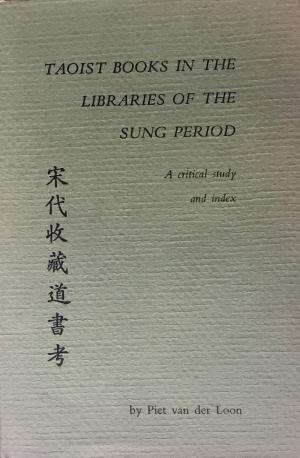 TAOIST BOOKS IN THE
LIBRARIES OF THE
SUNG PERIOD
A critical study
and index
宋代收藏道書考
by Piet van der Loon